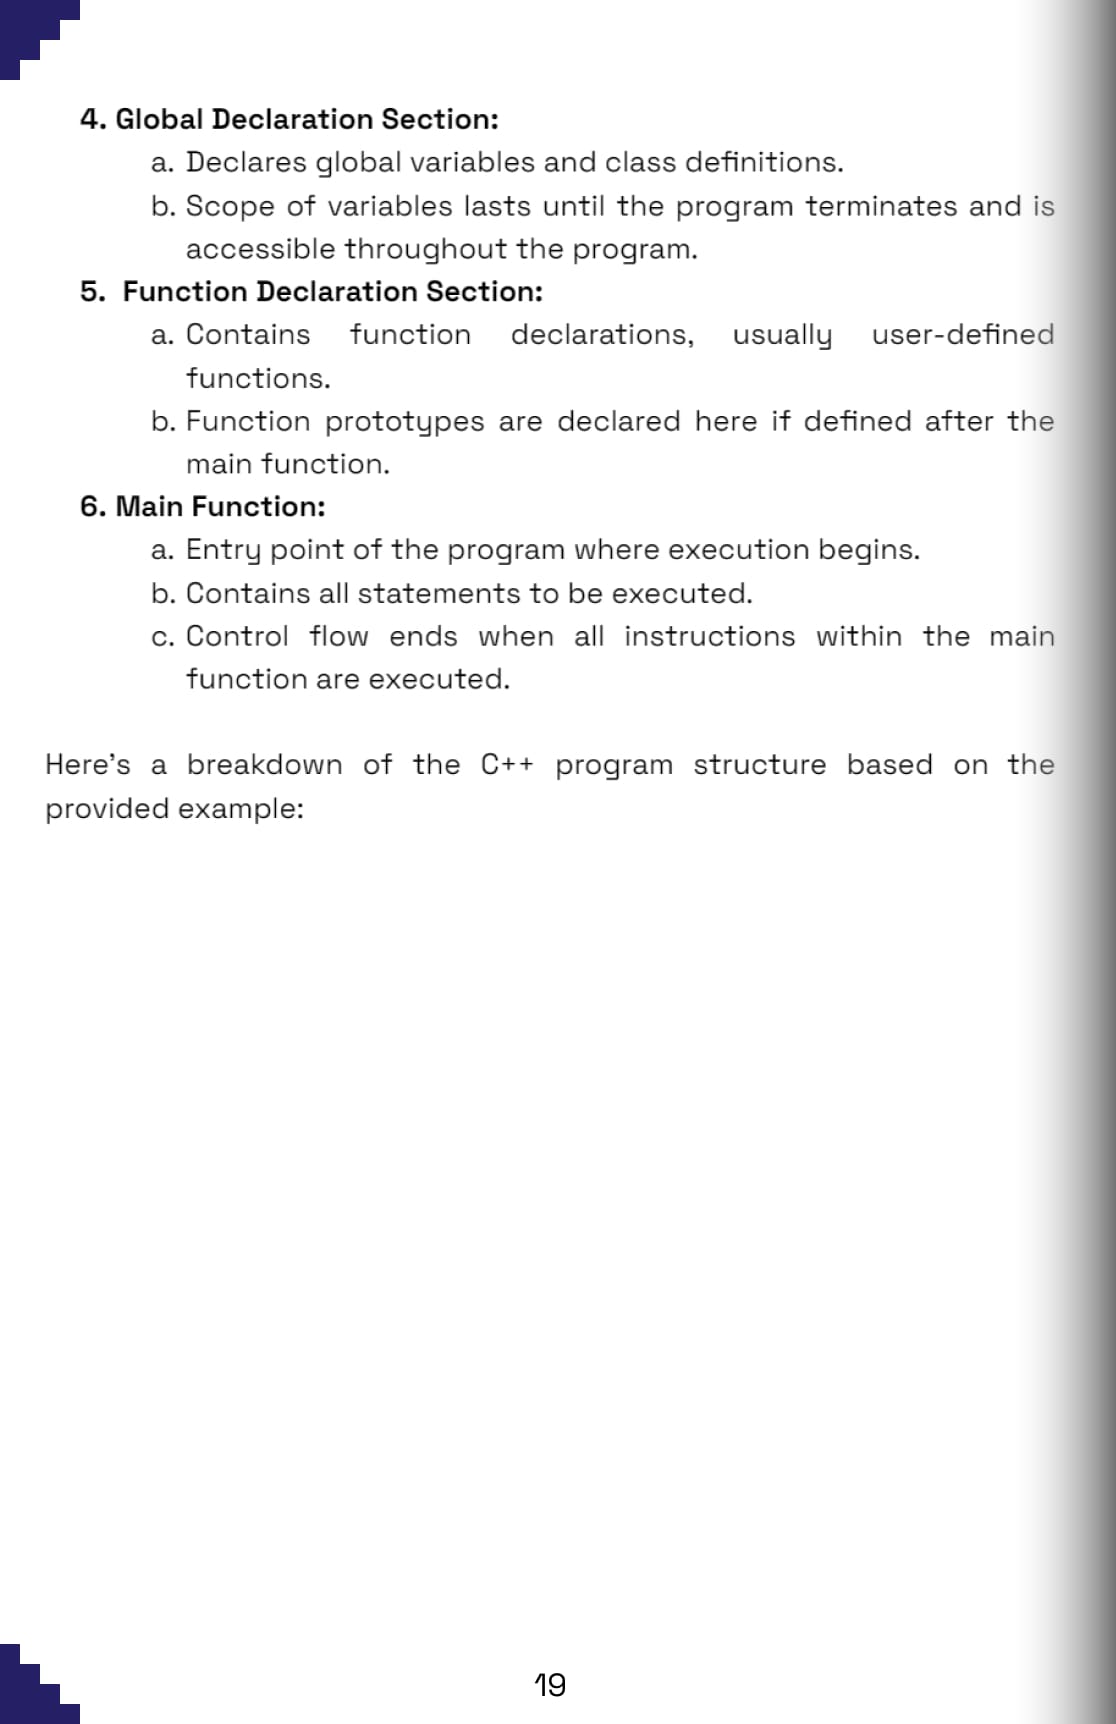 4. Global Declaration Section:
a. Declares global variables and class definitions.
b. Scope of variables lasts until the program terminates and is
accessible throughout the program.
5. Function Declaration Section:
a. Contains function declarations, usually user-defined
functions.
b. Function prototypes are declared here if defined after the
main function.
6. Main Function:
a. Entry point of the program where execution begins.
b. Contains all statements to be executed.
c. Control flow ends when all instructions within the main
function are executed.
Here's a breakdown of the C++ program structure based on the
provided example:
19